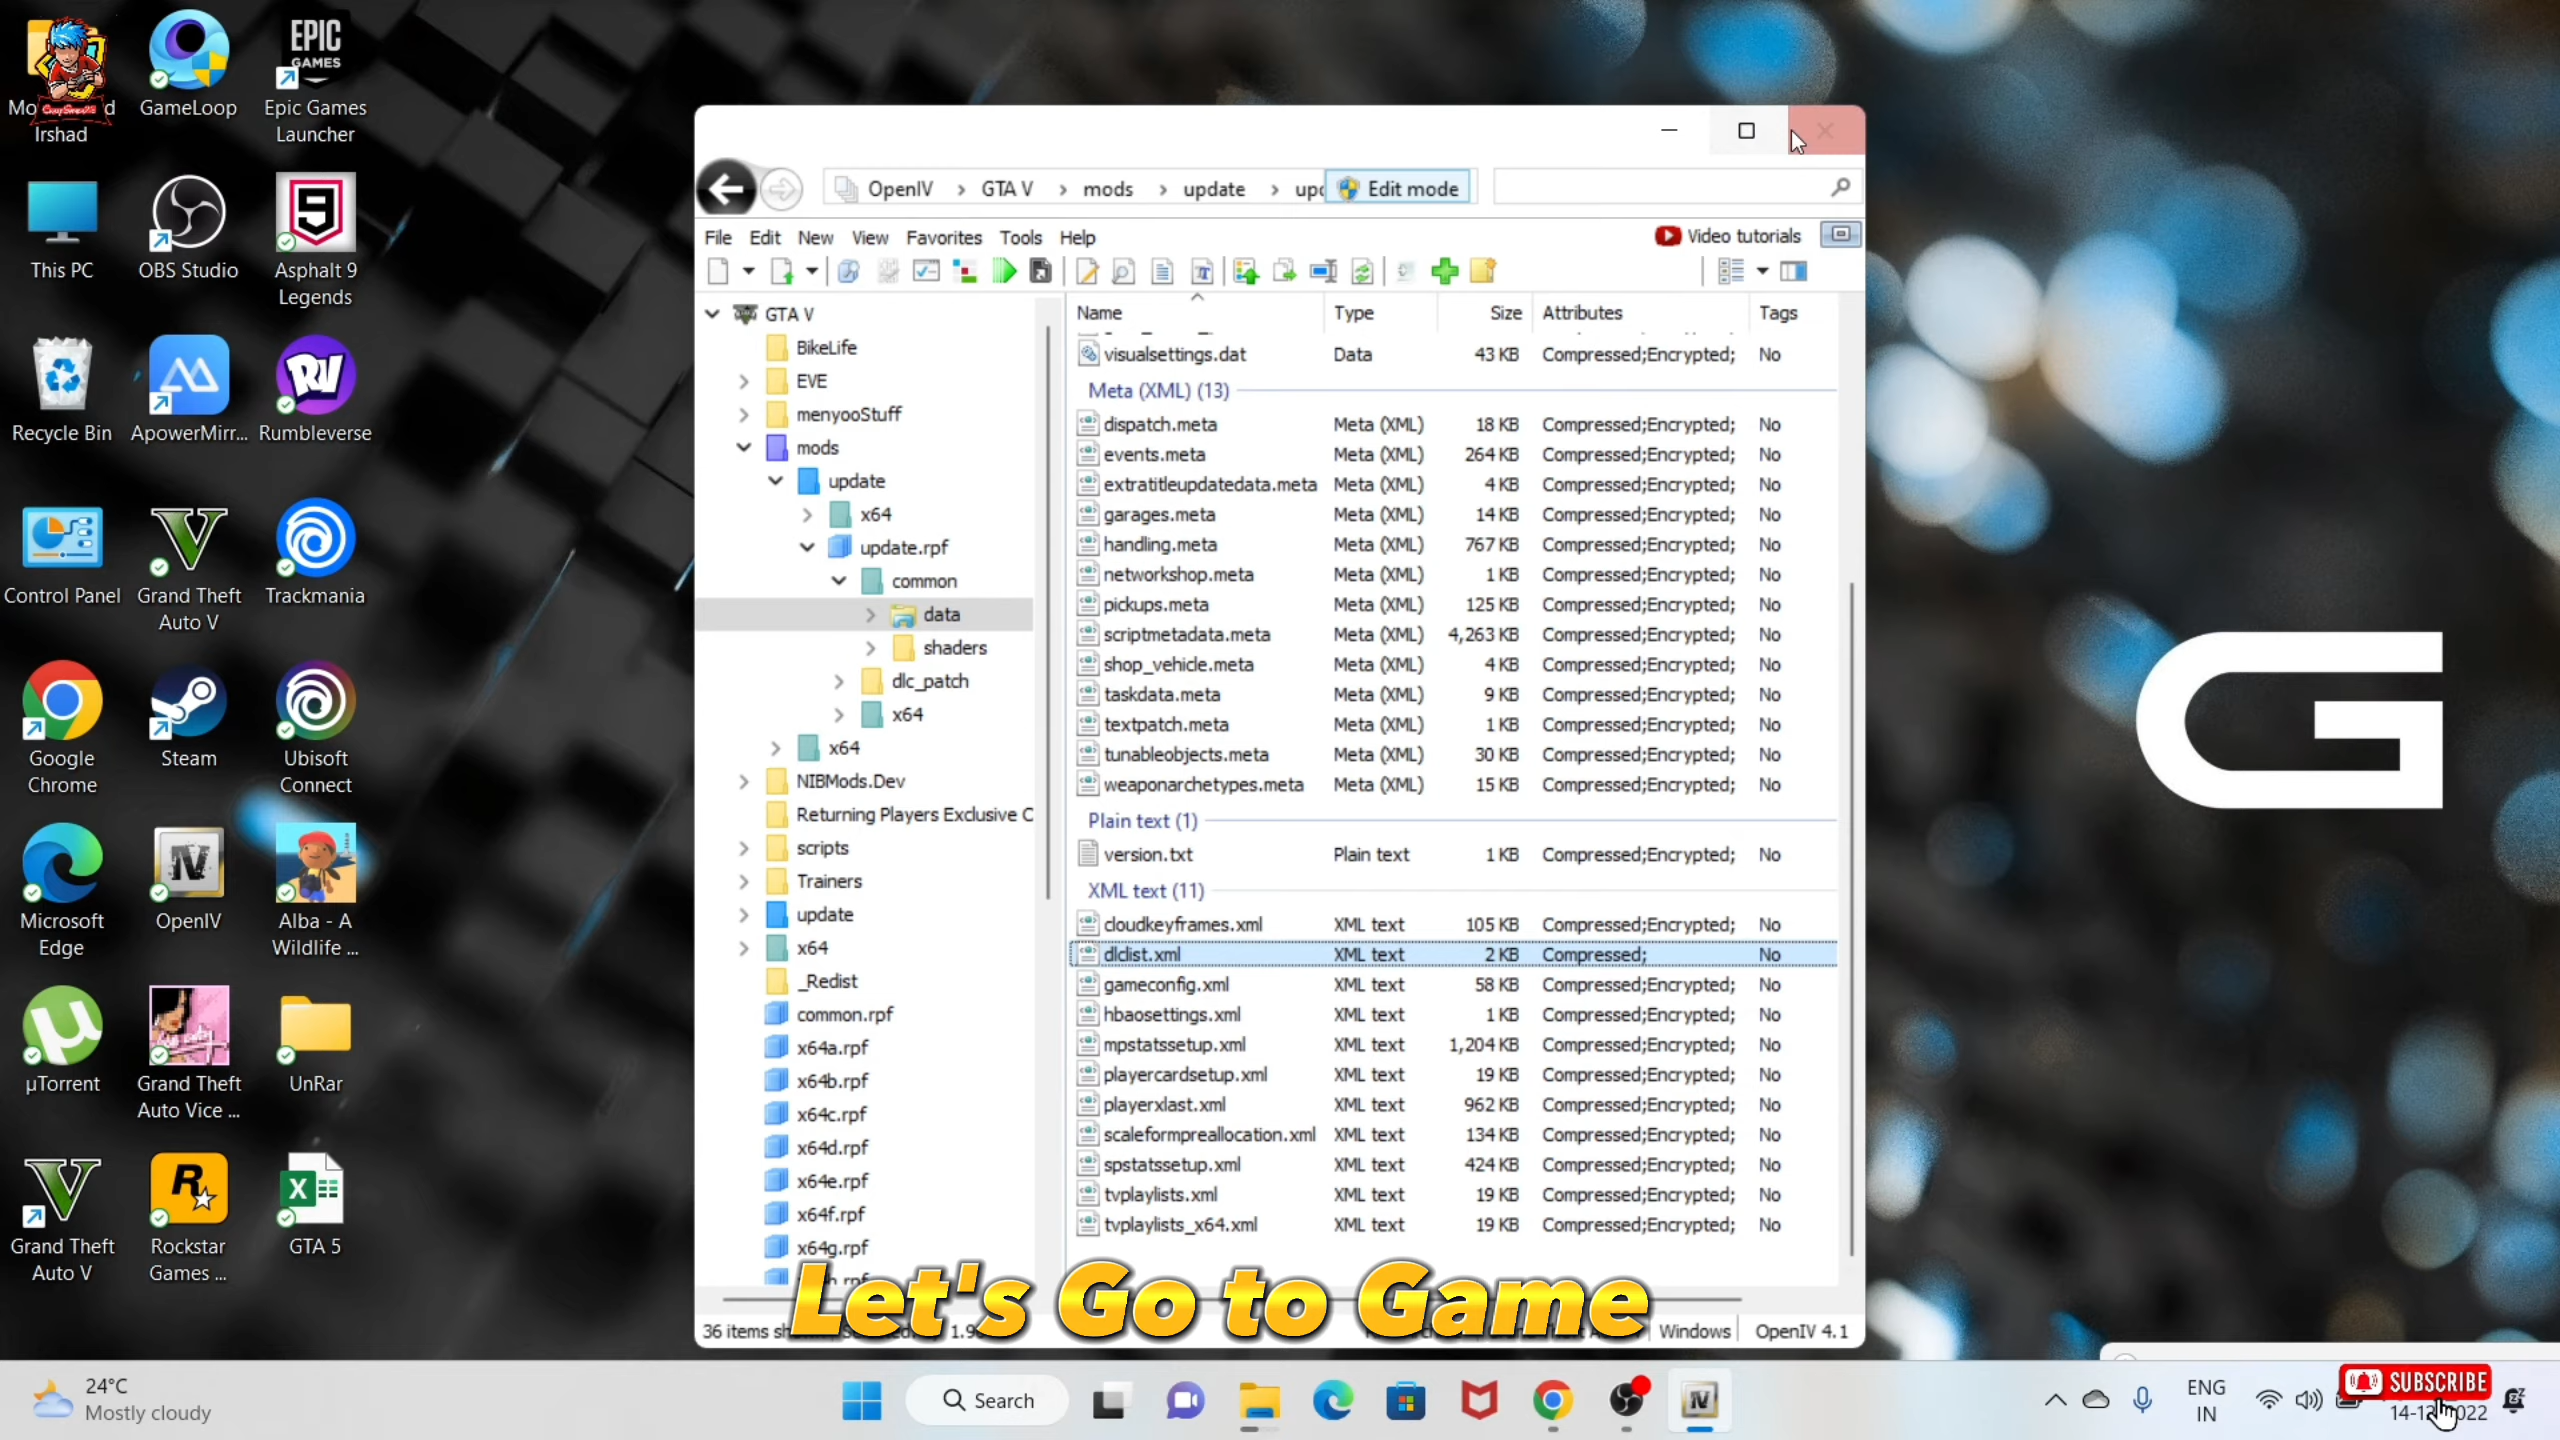 Irshad
GameLoop
EPIC
GAMES
Epic Games
Launcher
This PC
OBS Studio
9
Asphalt 9
Legends
Recycle Bin
ApowerMirr...
Rumbleverse
Control Panel
Grand Theft
Auto V
Trackmania
Google
Chrome
Steam
Ubisoft
Connect
Microsoft
Edge
OpenIV
Alba - A
Wildlife ...
µTorrent
Grand Theft
Auto Vice ...
UnRar
Grand Theft
Auto V
Rockstar
Games ...
GTA 5
OpenIV > GTA V > mods > update >
Edit mode
File Edit New View Favorites Tools Help
Video tutorials
GTA V
BikeLife
EVE
menyooStuff
mods
update
x64
update.rpf
common
data
shaders
dlc_patch
x64
x64
NIBMods.Dev
Returning Players Exclusive C
scripts
Trainers
update
x64
_Redist
common.rpf
x64a.rpf
x64b.rpf
x64c.rpf
x64d.rpf
x64e.rpf
x64f.rpf
x64g.rpf
Name Type Size Attributes Tags
visualsettings.dat Data 43 KB Compressed;Encrypted; No
Meta (XML) (13)
dispatch.meta Meta (XML) 18 KB Compressed;Encrypted; No
events.meta Meta (XML) 264 KB Compressed;Encrypted; No
extratitleupdatedata.meta Meta (XML) 4 KB Compressed;Encrypted; No
garages.meta Meta (XML) 14 KB Compressed;Encrypted; No
handling.meta Meta (XML) 767 KB Compressed;Encrypted; No
networkshop.meta Meta (XML) 1 KB Compressed;Encrypted; No
pickups.meta Meta (XML) 125 KB Compressed;Encrypted; No
scriptmetadata.meta Meta (XML) 4,263 KB Compressed;Encrypted; No
shop_vehicle.meta Meta (XML) 4 KB Compressed;Encrypted; No
taskdata.meta Meta (XML) 9 KB Compressed;Encrypted; No
textpatch.meta Meta (XML) 1 KB Compressed;Encrypted; No
tunableobjects.meta Meta (XML) 30 KB Compressed;Encrypted; No
weaponarchetypes.meta Meta (XML) 15 KB Compressed;Encrypted; No
Plain text (1)
version.txt Plain text 1 KB Compressed;Encrypted; No
XML text (11)
cloudkeyframes.xml XML text 105 KB Compressed;Encrypted; No
dlclist.xml XML text 2 KB Compressed; No
gameconfig.xml XML text 58 KB Compressed;Encrypted; No
hbaosettings.xml XML text 1 KB Compressed;Encrypted; No
mpstatssetup.xml XML text 1,204 KB Compressed;Encrypted; No
playercardsetup.xml XML text 19 KB Compressed;Encrypted; No
playerxlast.xml XML text 962 KB Compressed;Encrypted; No
scaleformpreallocation.xml XML text 134 KB Compressed;Encrypted; No
spstatssetup.xml XML text 424 KB Compressed;Encrypted; No
tvplaylists.xml XML text 19 KB Compressed;Encrypted; No
tvplaylists_x64.xml XML text 19 KB Compressed;Encrypted; No
Let's Go to Game
36 items
Windows OpenIV 4.1
G
24°C
Mostly cloudy
Search
ENG
IN
SUBSCRIBE